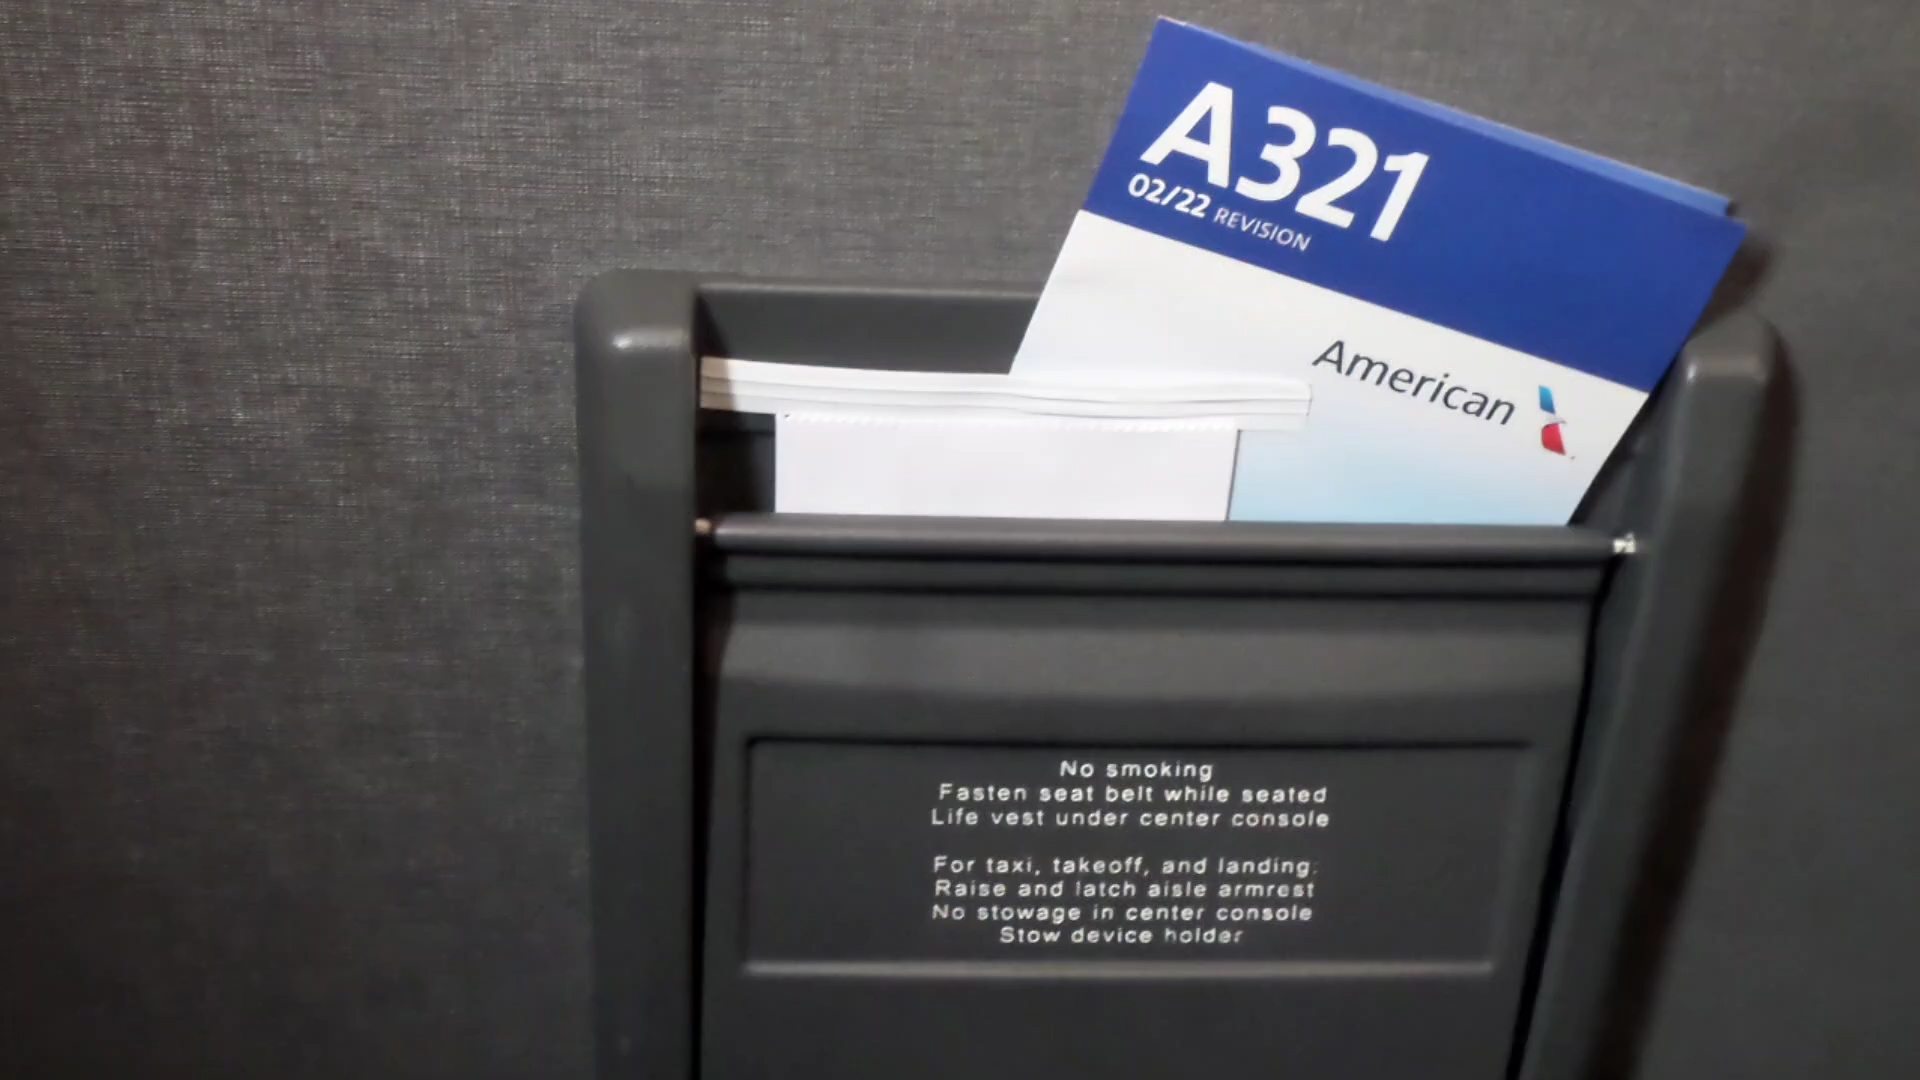 A321
02/22 REVISION
American
No smoking
Fasten seat belt while seated
Life vest under center console
For taxi, takeoff, and landing:
Raise and latch aisle armrest
No stowage in center console
Stow device holder